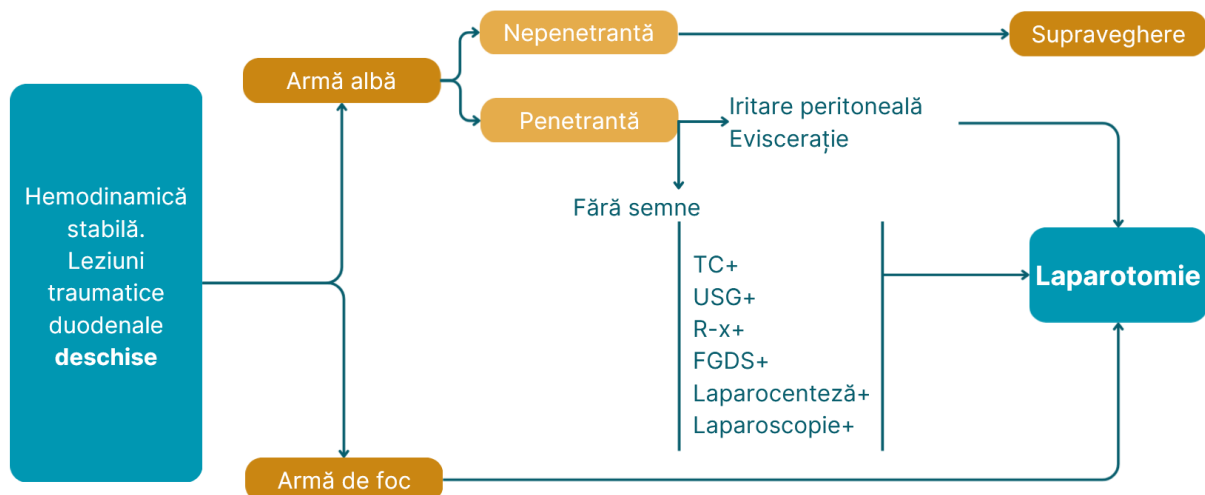 Hemodinamică
stabilă.
Leziuni
traumatice
duodenale
deschise
Armă albă
Nepenetrantă
Supraveghere
Penetrantă
Iritare peritoneală
Eviscerație
Fără semne
TC+
USG+
R-x+
FGDS+
Laparocenteză+
Laparoscopie+
Laparotomie
Armă de foc